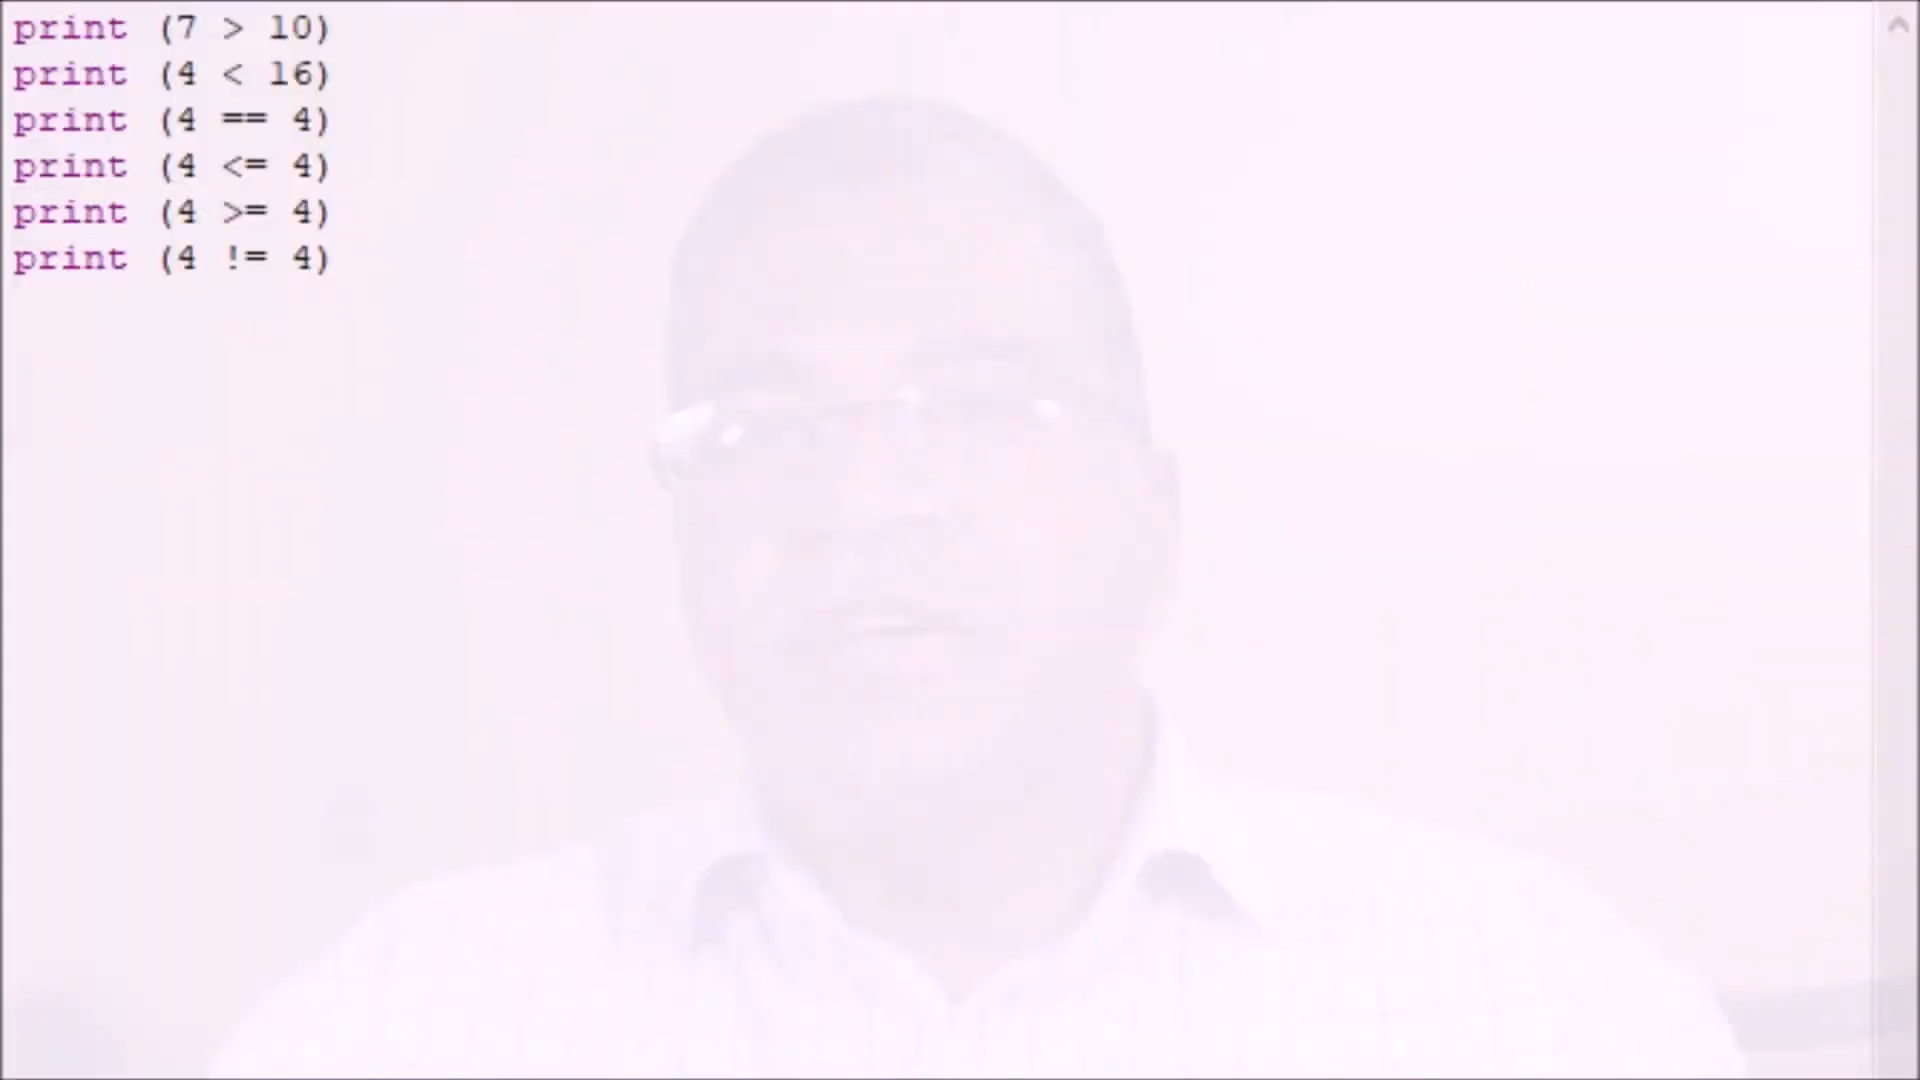 print (7 > 10)
print (4 < 16)
print (4 == 4)
print (4 <= 4)
print (4 >= 4)
print (4 != 4)